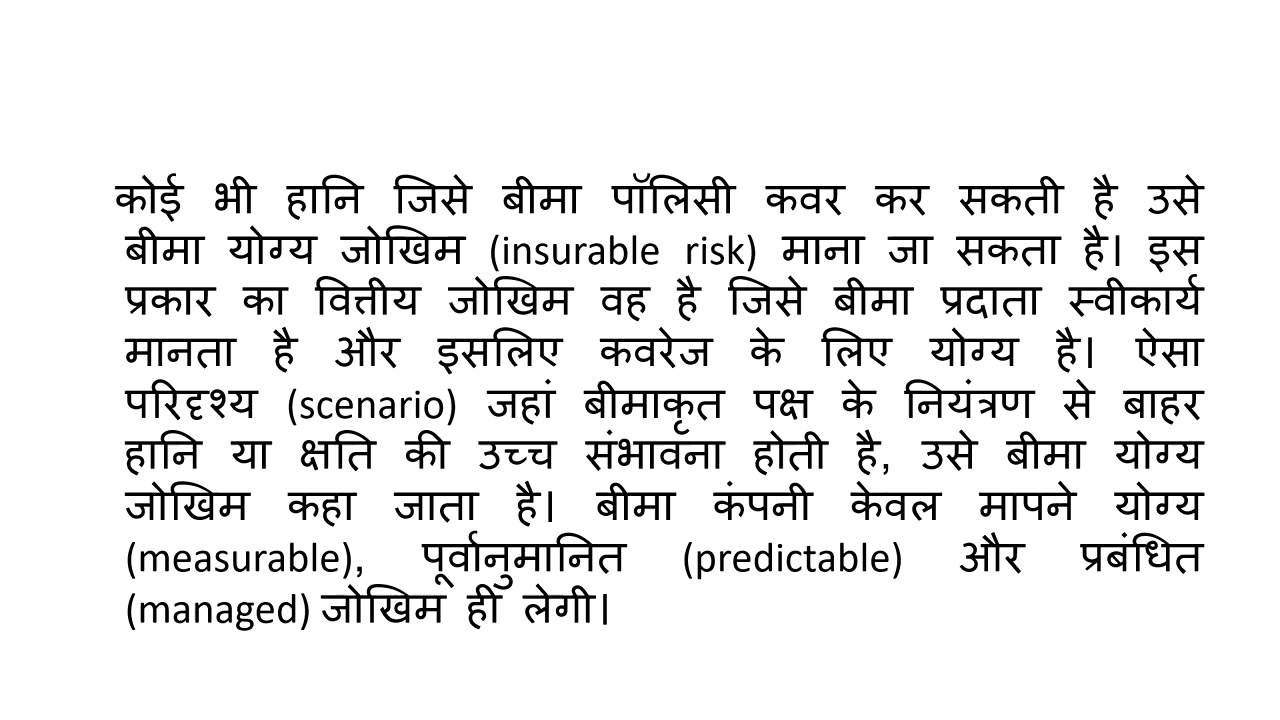 कोई भी हानि जिसे बीमा पॉलिसी कवर कर सकती है उसे
बीमा योग्य जोखिम (insurable risk) माना जा सकता है। इस
प्रकार का वित्तीय जोखिम वह है जिसे बीमा प्रदाता स्वीकार्य
मानता है और इसलिए कवरेज के लिए योग्य है। ऐसा
परिदृश्य (scenario) जहां बीमाकृत पक्ष के नियंत्रण से बाहर
हानि या क्षति की उच्च संभावना होती है, उसे बीमा योग्य
जोखिम कहा जाता है। बीमा कंपनी केवल मापने योग्य
(measurable), पूर्वानुमानित (predictable) और प्रबंधित
(managed) जोखिम ही लेगी।